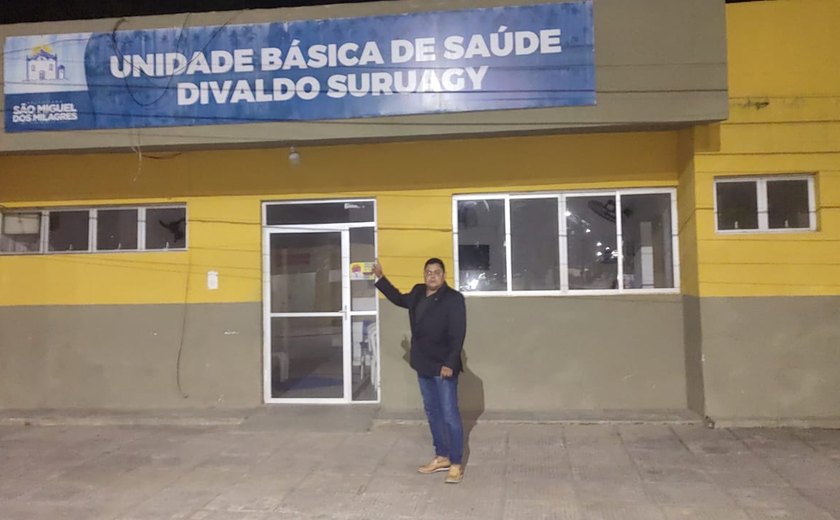 SÃO MIGUEL
DOS MILAGRES
UNIDADE BÁSICA DE SAÚDE
DIVALDO SURUAGY